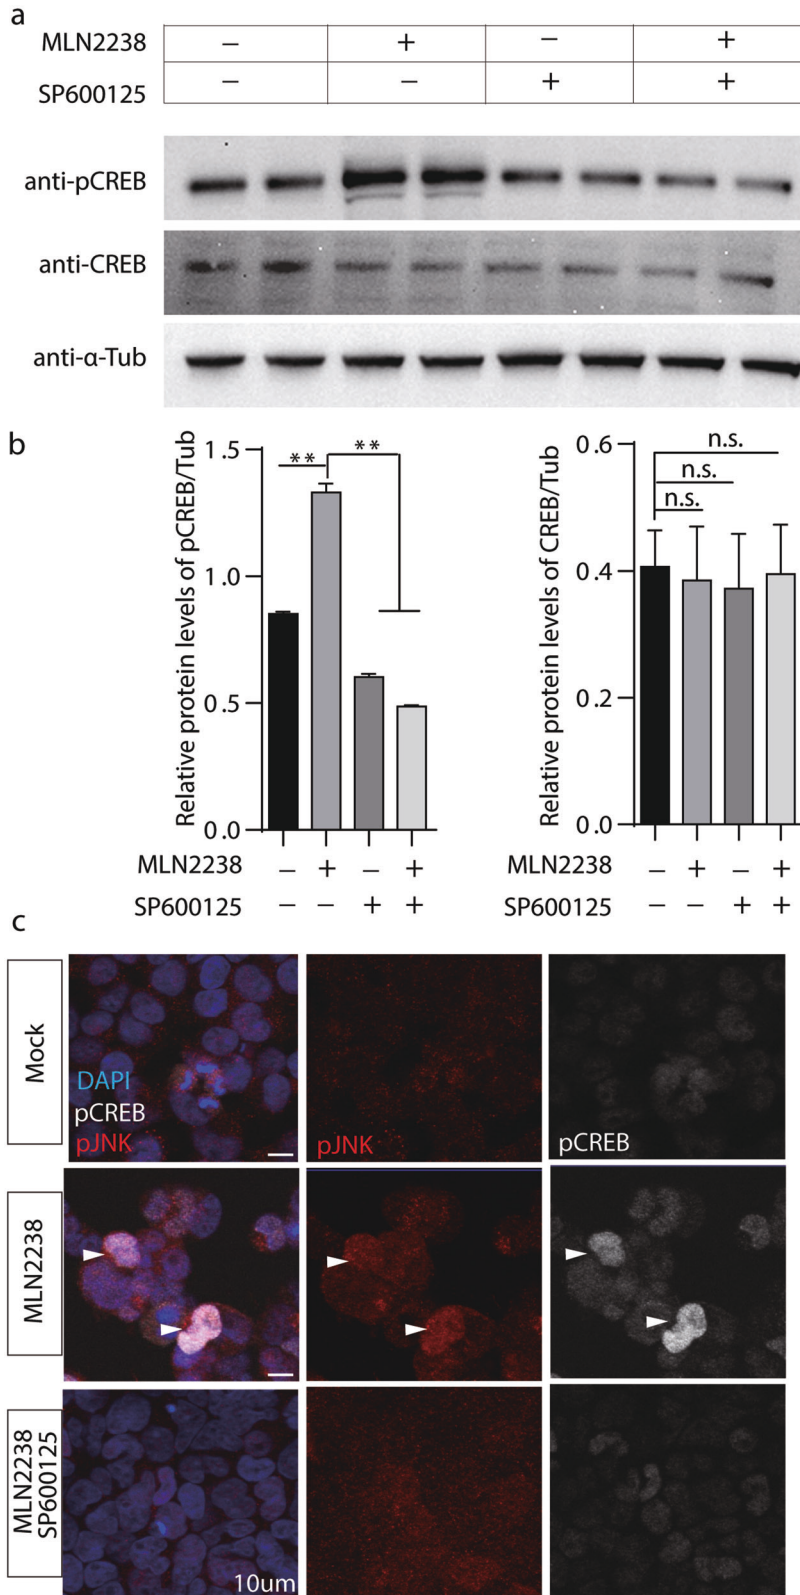 a
MLN2238 − + − +
SP600125 − − + +
anti-pCREB
anti-CREB
anti-α-Tub
b
Relative protein levels of pCREB/Tub
1.5
1.0
0.5
0.0
** **
MLN2238 − + − +
SP600125 − − + +
Relative protein levels of CREB/Tub
0.6
0.4
0.2
0.0
n.s.
n.s.
n.s.
MLN2238 − + − +
SP600125 − − + +
c
Mock
DAPI
pCREB
pJNK
pJNK
pCREB
MLN2238
MLN2238
SP600125
10um